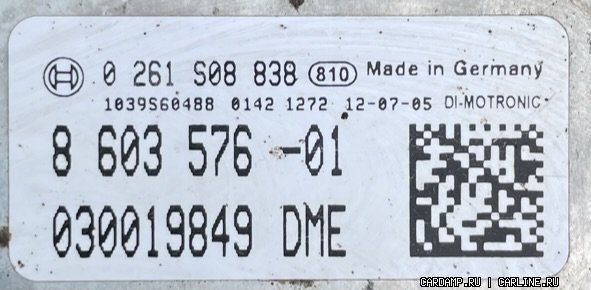 0 261 S08 838 810 Made in Germany
1039S60488 0142 1272 12-07-05 DI-MOTRONIC
8 603 576 -01
030019849 DME
CARDAMP.RU | CARLINE.RU